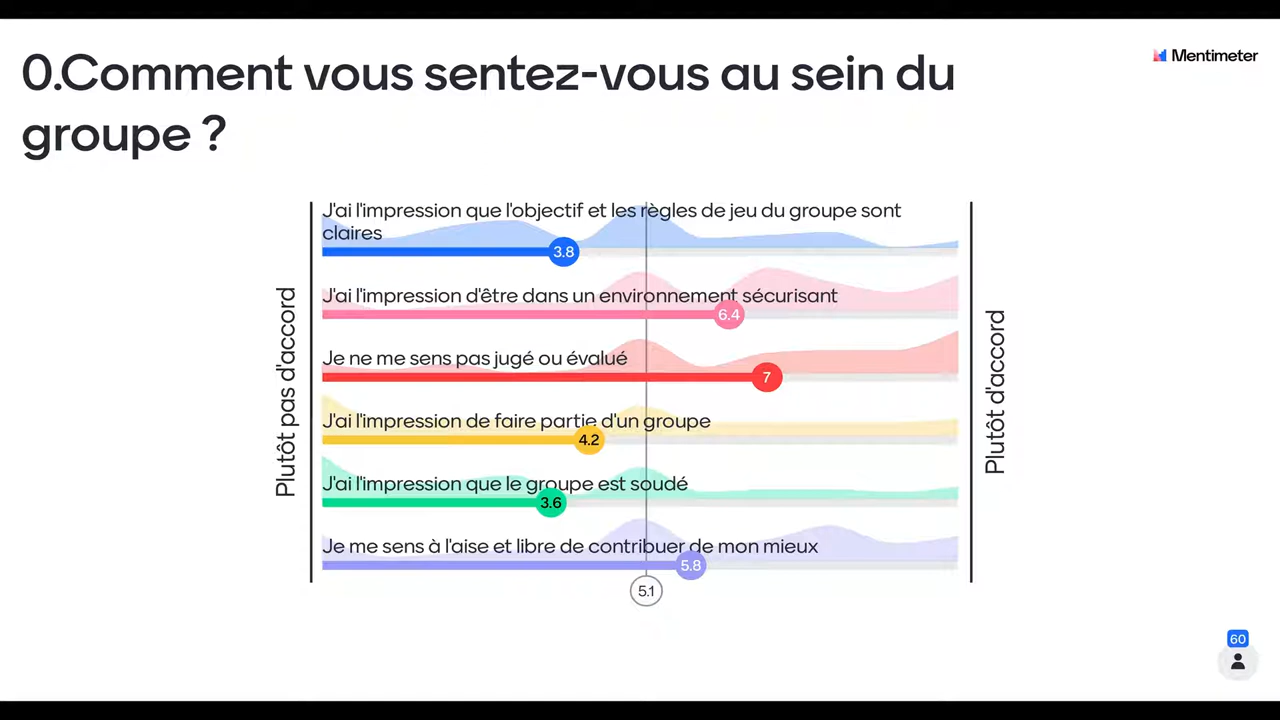 0.Comment vous sentez-vous au sein du
groupe ?
Mentimeter
J'ai l'impression que l'objectif et les règles de jeu du groupe sont
claires
3.8
J'ai l'impression d'être dans un environnement sécurisant
6.4
Je ne me sens pas jugé ou évalué
7
J'ai l'impression de faire partie d'un groupe
4.2
J'ai l'impression que le groupe est soudé
3.6
Je me sens à l'aise et libre de contribuer de mon mieux
5.8
5.1
Plutôt pas d'accord
Plutôt d'accord
60